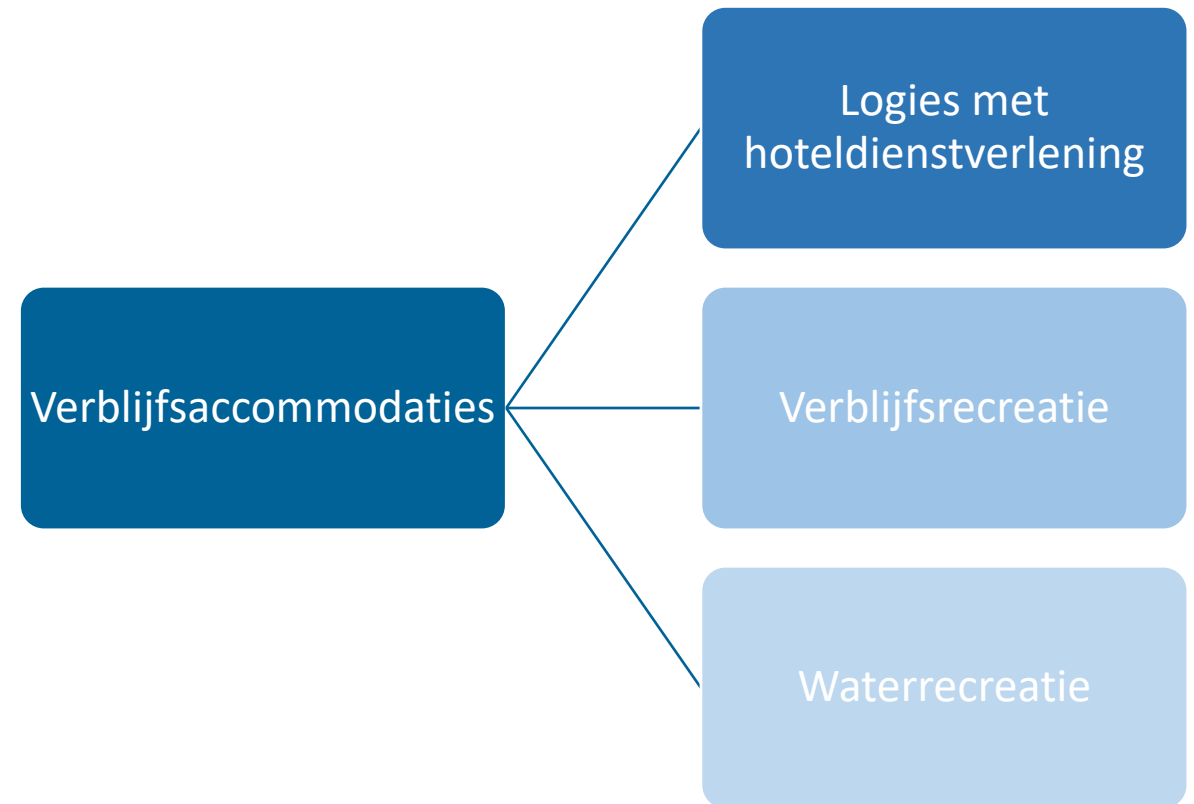 Logies met
hoteldienstverlening
Verblijfsaccommodaties
Verblijfsrecreatie
Waterrecreatie